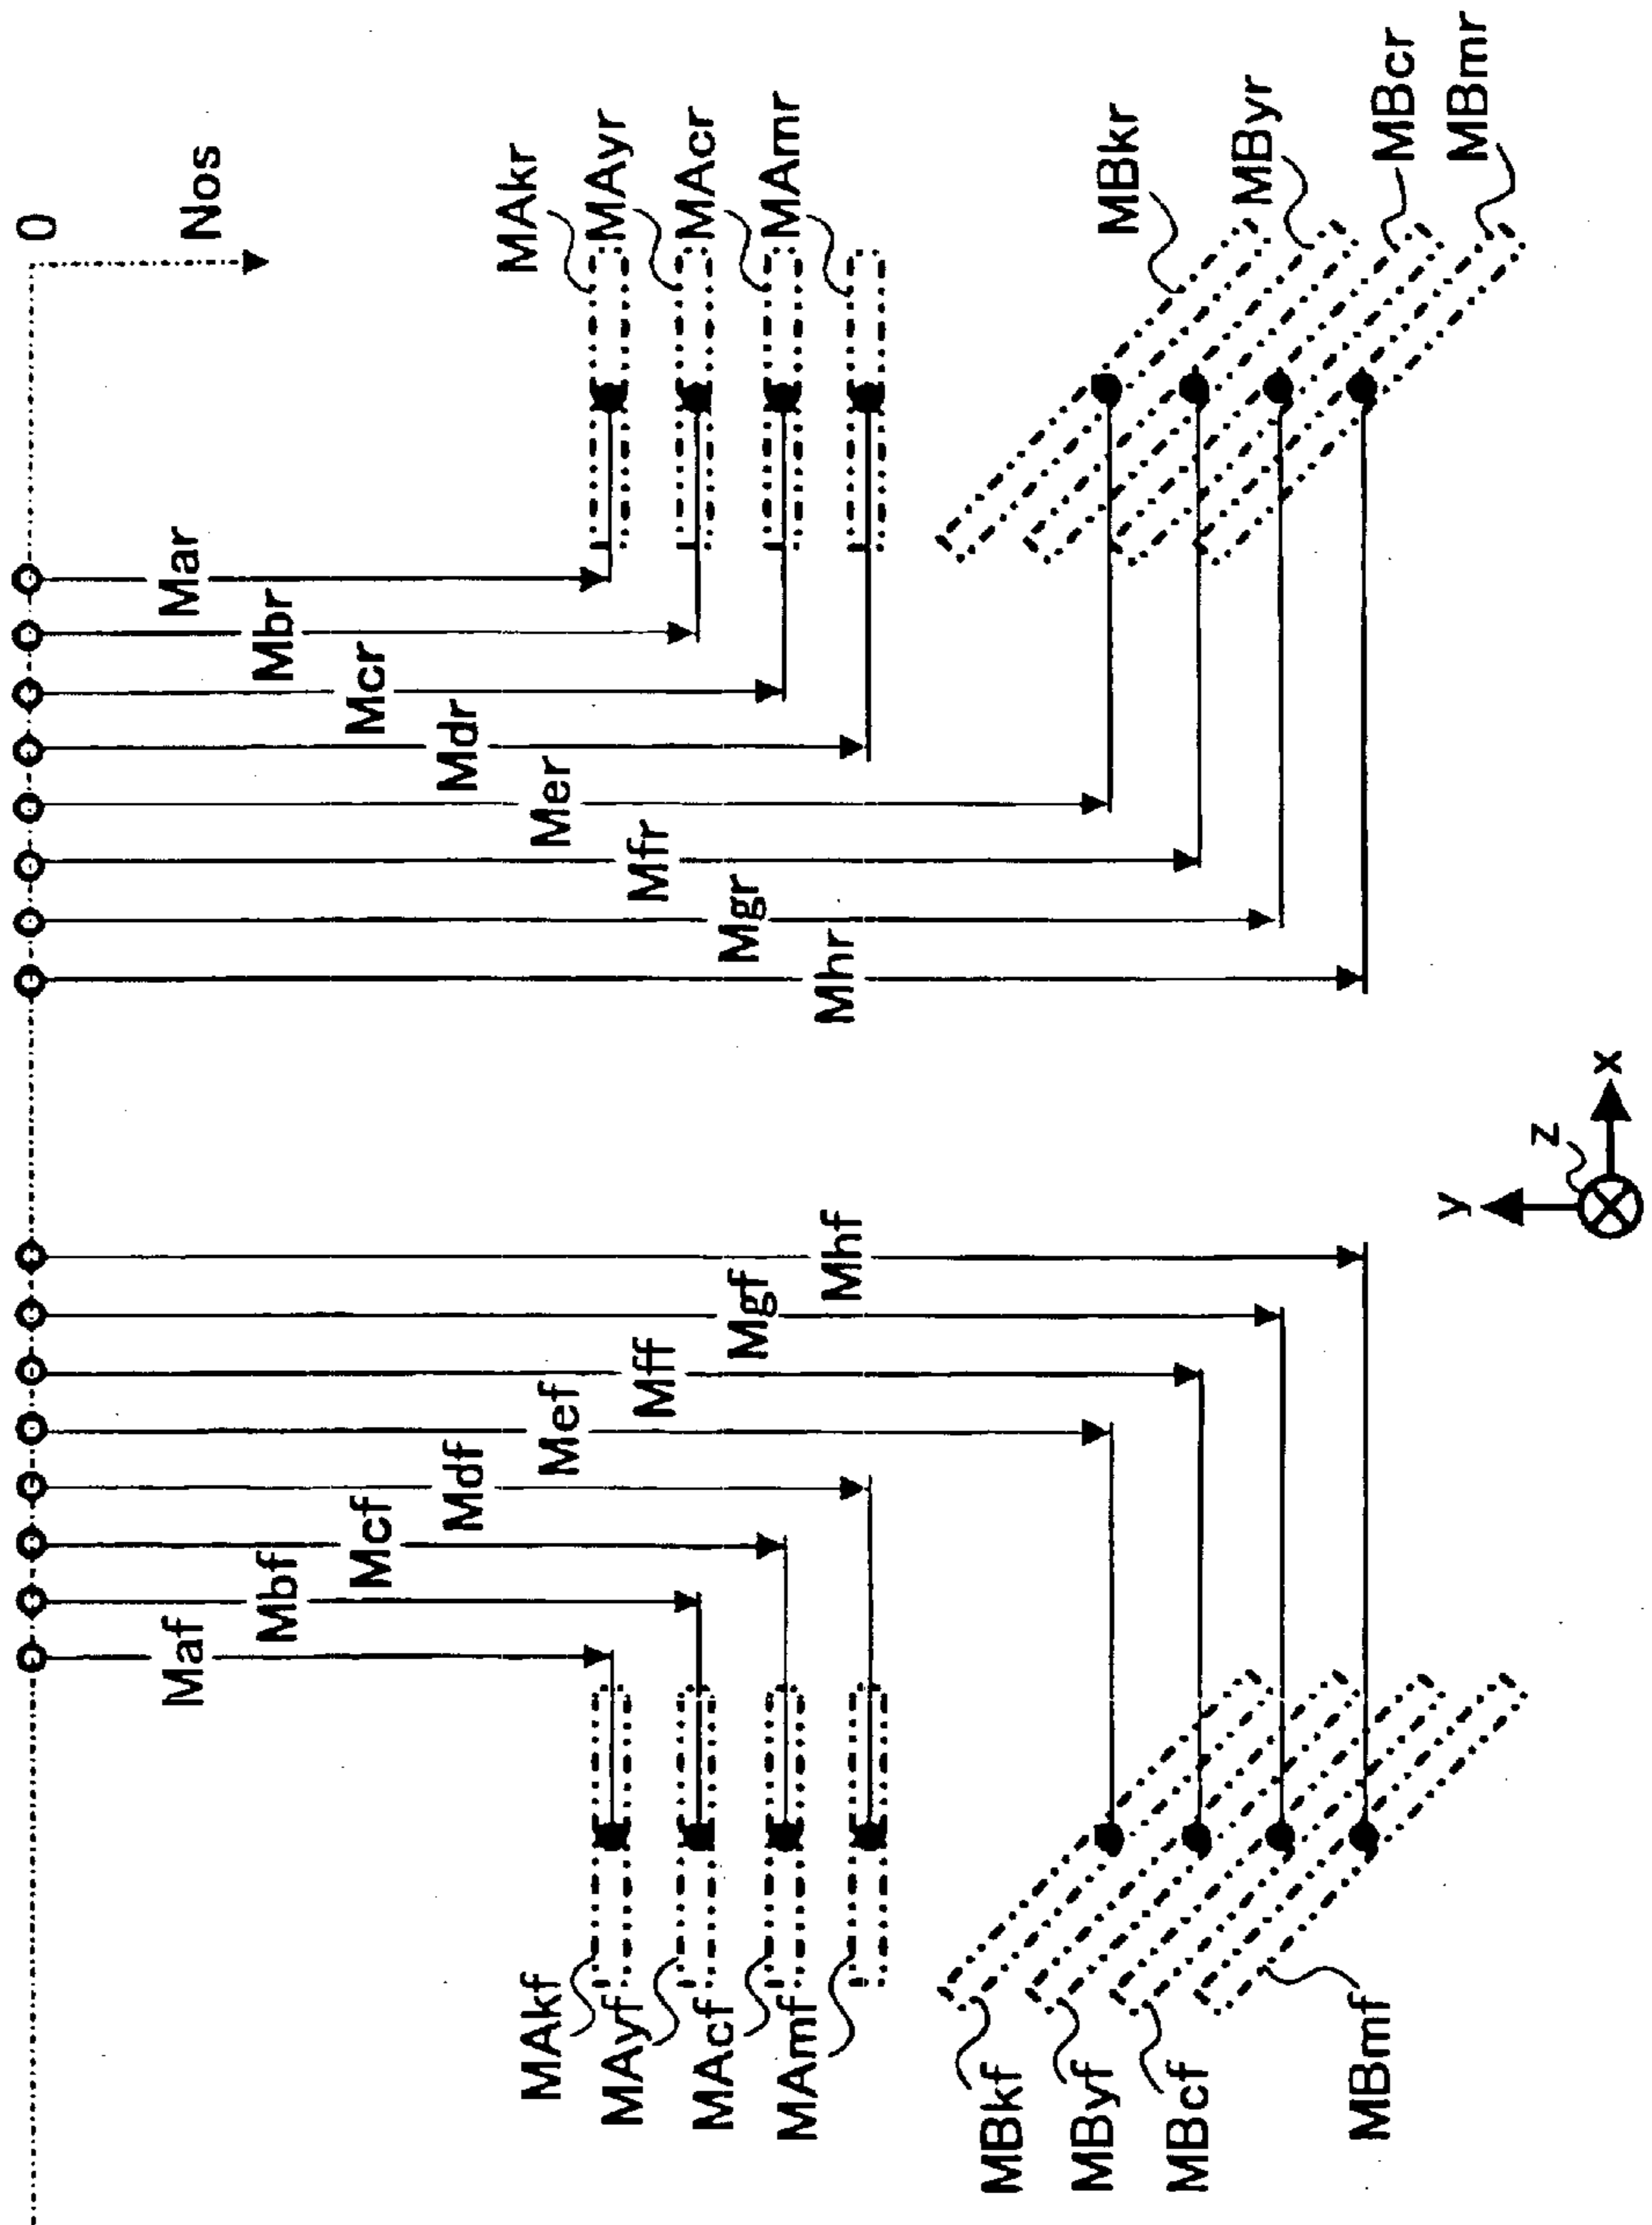 0
Nos
Mar
Mbr
Mcr
Mdr
Mer
Mfr
Mgr
Mhr
MAkr
MAyr
MAcr
MAmr
MBkr
MByr
MBcr
MBmr
Maf
Mbf
Mcf
Mdf
Mef
Mff
Mgf
Mhf
MAkf
MAyf
MAcf
MAmf
MBkf
MByf
MBcf
MBmf
y
z
x